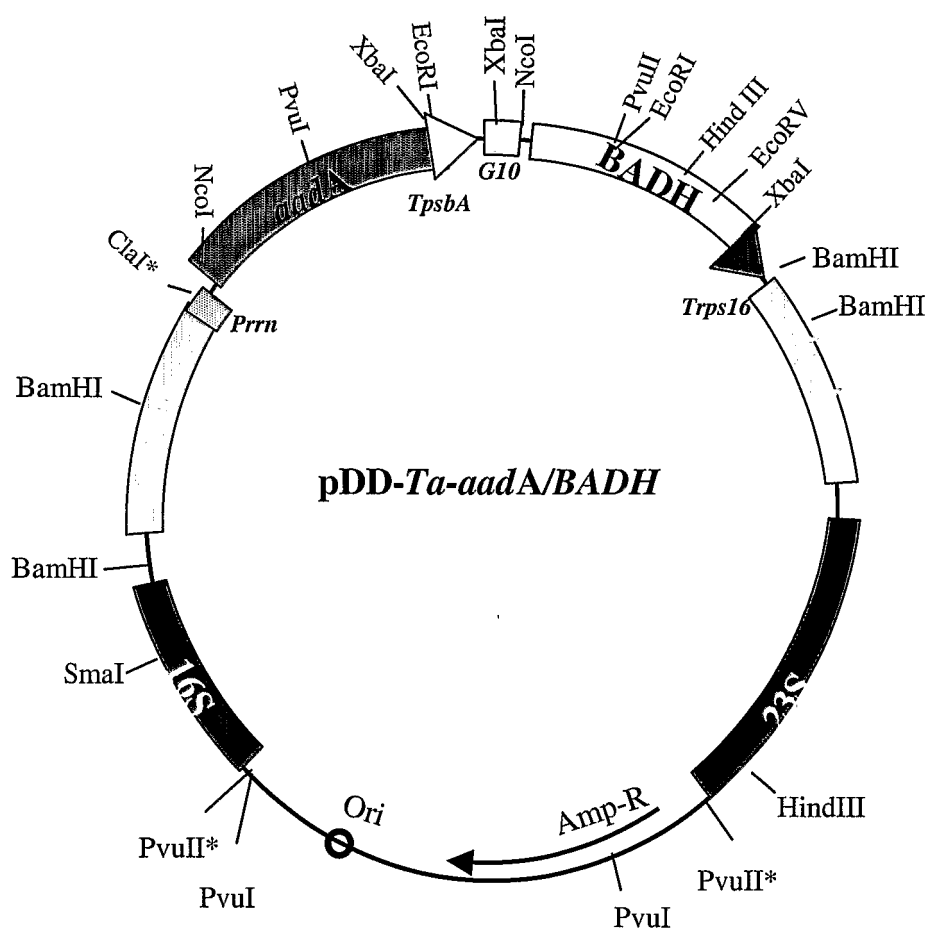 XbaI
EcoRI
XbaI
NcoI
PvuII
EcoRI
Hind III
EcoRV
XbaI
PvuI
NcoI
ClaI*
aadA
TpsbA
G10
BADH
BamHI
BamHI
Prrn
Trps16
BamHI
pDD-Ta-aadA/BADH
BamHI
SmaI
16S
23S
HindIII
Ori
Amp-R
PvuII*
PvuI
PvuII*
PvuI